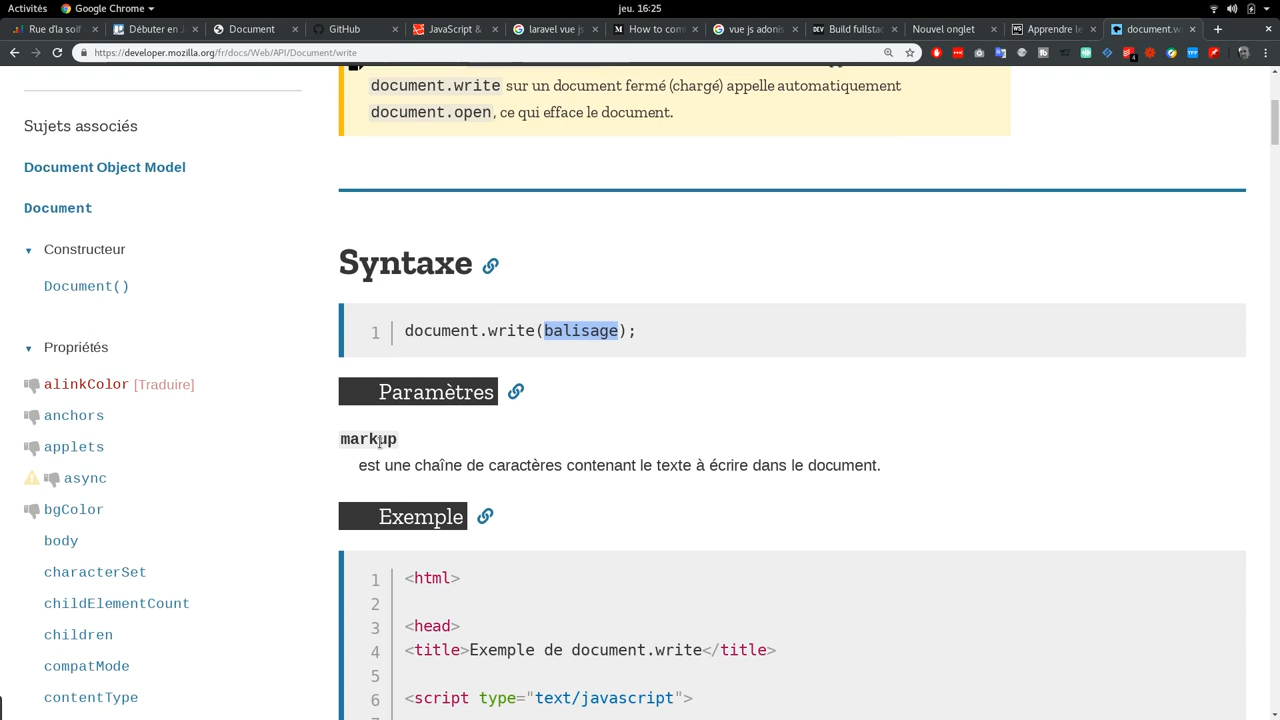 Activités
Google Chrome
jeu. 16:25
Rue d'la soif
Débuter en J
Document
GitHub
JavaScript &
laravel vue js
How to com
vue js adonis
Build fullsta
Nouvel onglet
Apprendre le
document.w
https://developer.mozilla.org/fr/docs/Web/API/Document/write
document.write sur un document fermé (chargé) appelle automatiquement
document.open, ce qui efface le document.
Sujets associés
Document Object Model
Document
Constructeur
Document()
Propriétés
alinkColor [Traduire]
anchors
applets
async
bgColor
body
characterSet
childElementCount
children
compatMode
contentType
Syntaxe
1 document.write(balisage);
Paramètres
markup
est une chaîne de caractères contenant le texte à écrire dans le document.
Exemple
1 <html>
2
3 <head>
4 <title>Exemple de document.write</title>
5
6 <script type="text/javascript">